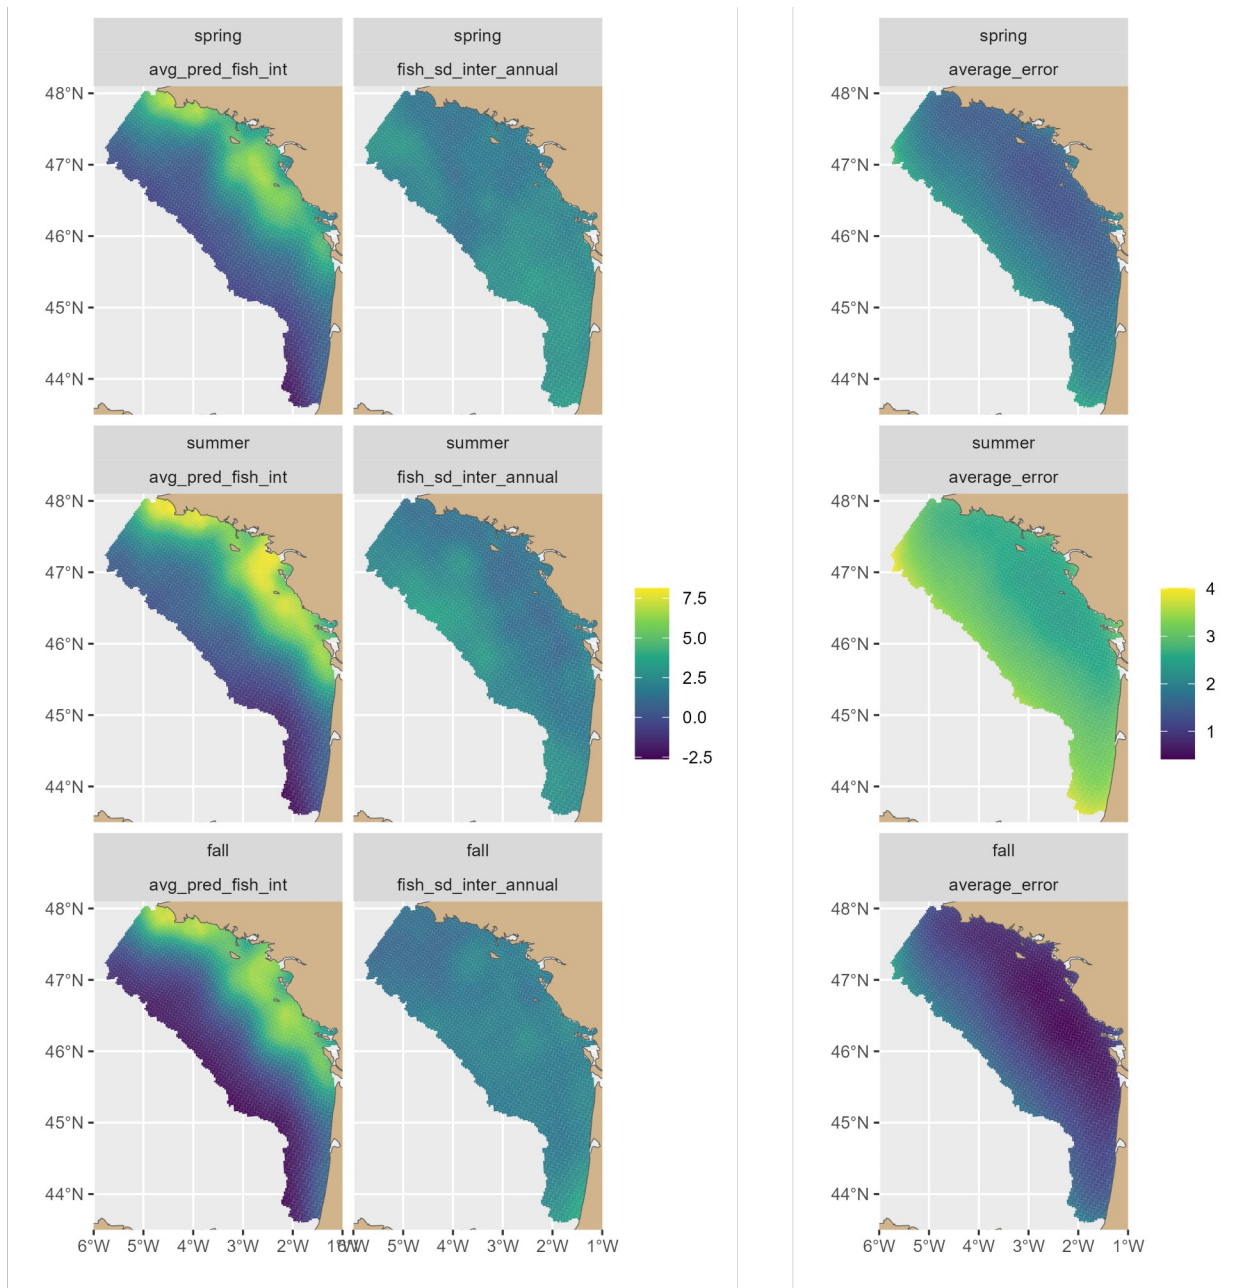 spring
spring
spring
avg_pred_fish_int
fish_sd_inter_annual
average_error
48°N
47°N
46°N
45°N
44°N
48°N
47°N
46°N
45°N
44°N
summer
summer
summer
avg_pred_fish_int
fish_sd_inter_annual
average_error
48°N
47°N
46°N
45°N
44°N
7.5
5.0
2.5
0.0
-2.5
48°N
47°N
46°N
45°N
44°N
4
3
2
1
fall
fall
fall
avg_pred_fish_int
fish_sd_inter_annual
average_error
48°N
47°N
46°N
45°N
44°N
48°N
47°N
46°N
45°N
44°N
6°W 5°W 4°W 3°W 2°W 1°W
6°W 5°W 4°W 3°W 2°W 1°W
6°W 5°W 4°W 3°W 2°W 1°W